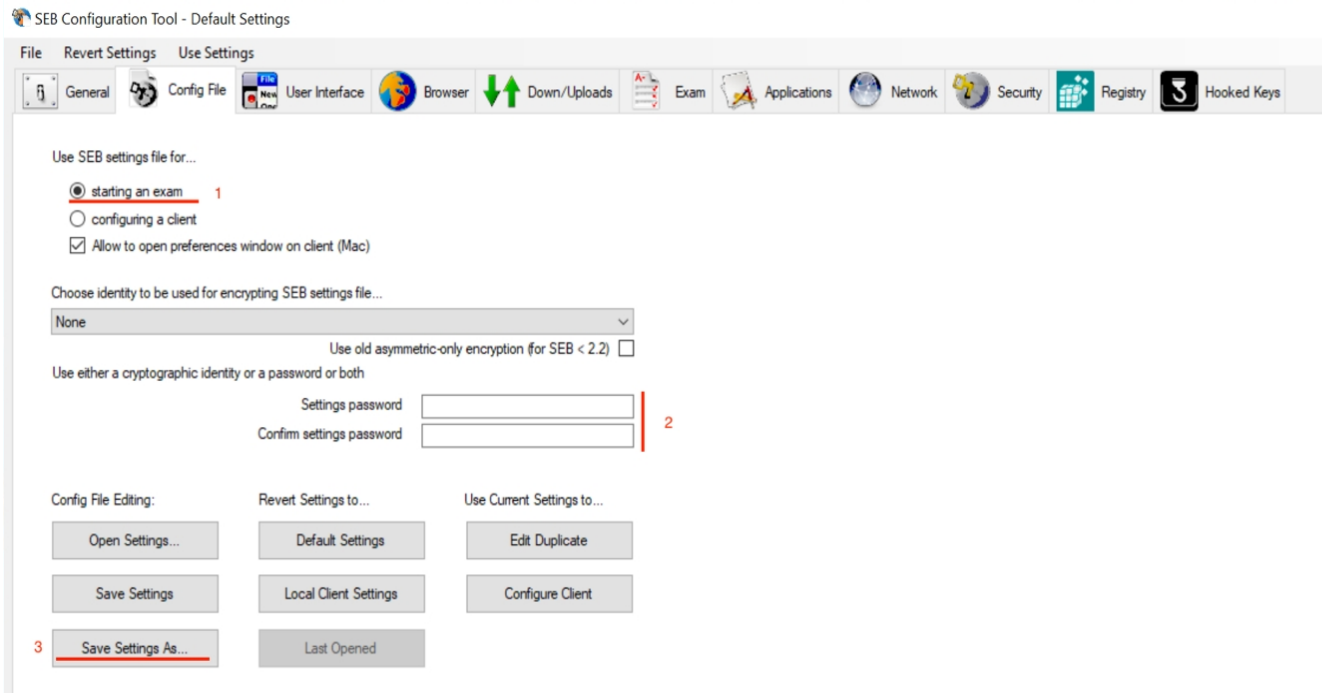 SEB Configuration Tool - Default Settings
File Revert Settings Use Settings
General Config File File New User Interface Browser Down/Uploads A- Exam Applications Network Security Registry Hooked Keys
Use SEB settings file for...
starting an exam 1
configuring a client
Allow to open preferences window on client (Mac)
Choose identity to be used for encrypting SEB settings file...
None
Use old asymmetric-only encryption (for SEB < 2.2)
Use either a cryptographic identity or a password or both
Settings password
2
Confirm settings password
Config File Editing: Revert Settings to... Use Current Settings to...
Open Settings... Default Settings Edit Duplicate
Save Settings Local Client Settings Configure Client
3 Save Settings As... Last Opened